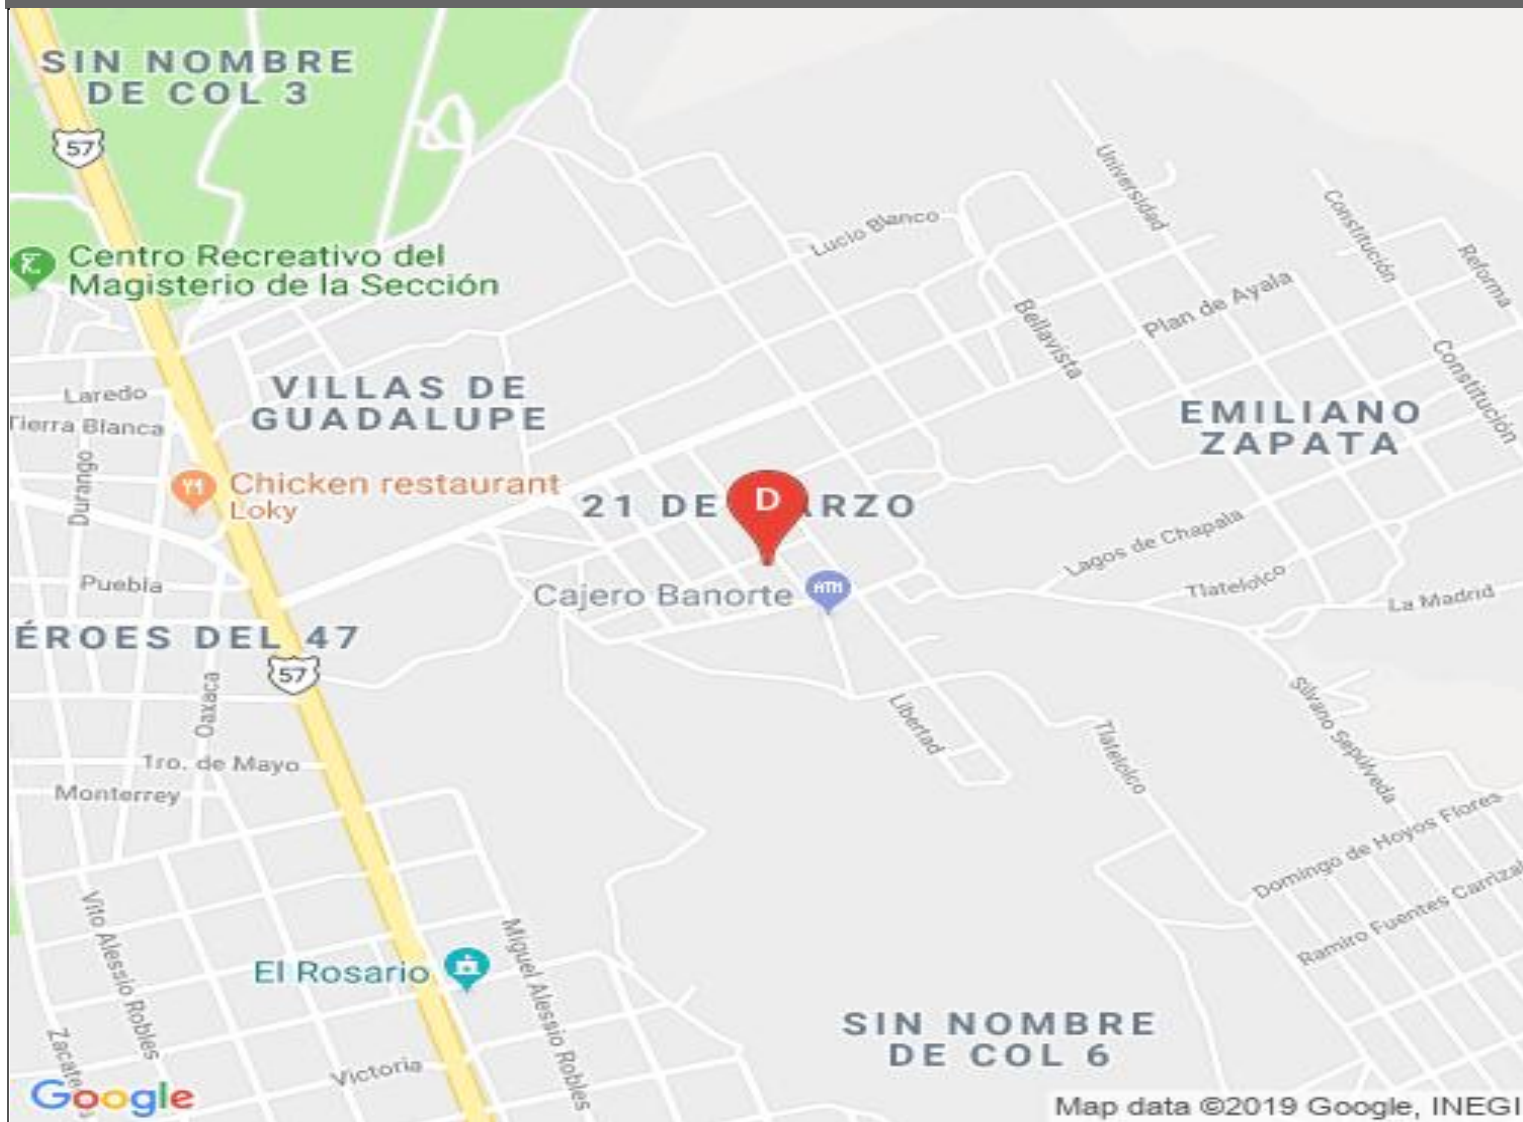 SIN NOMBRE
DE COL 3
57
Universidad
Constitución
Lucio Blanco
Reforma
Centro Recreativo del
Magisterio de la Sección
Plan de Ayala
Bellavista
Constitución
Laredo
VILLAS DE
GUADALUPE
Tierra Blanca
EMILIANO
ZAPATA
Durango
Chicken restaurant
Loky
21 DE
D
RZO
Lagos de Chapala
Puebla
Cajero Banorte
ATM
Tlatelolco
La Madrid
ÉROES DEL 47
57
Oaxaca
Silvano Sepúlveda
Libertad
Tlatelolco
1ro. de Mayo
Monterrey
Domingo de Hoyos Flores
Ramiro Fuentes Carrizal
Vito Alessio Robles
Miguel Alessio Robles
El Rosario
SIN NOMBRE
DE COL 6
Victoria
Google
Map data ©2019 Google, INEGI